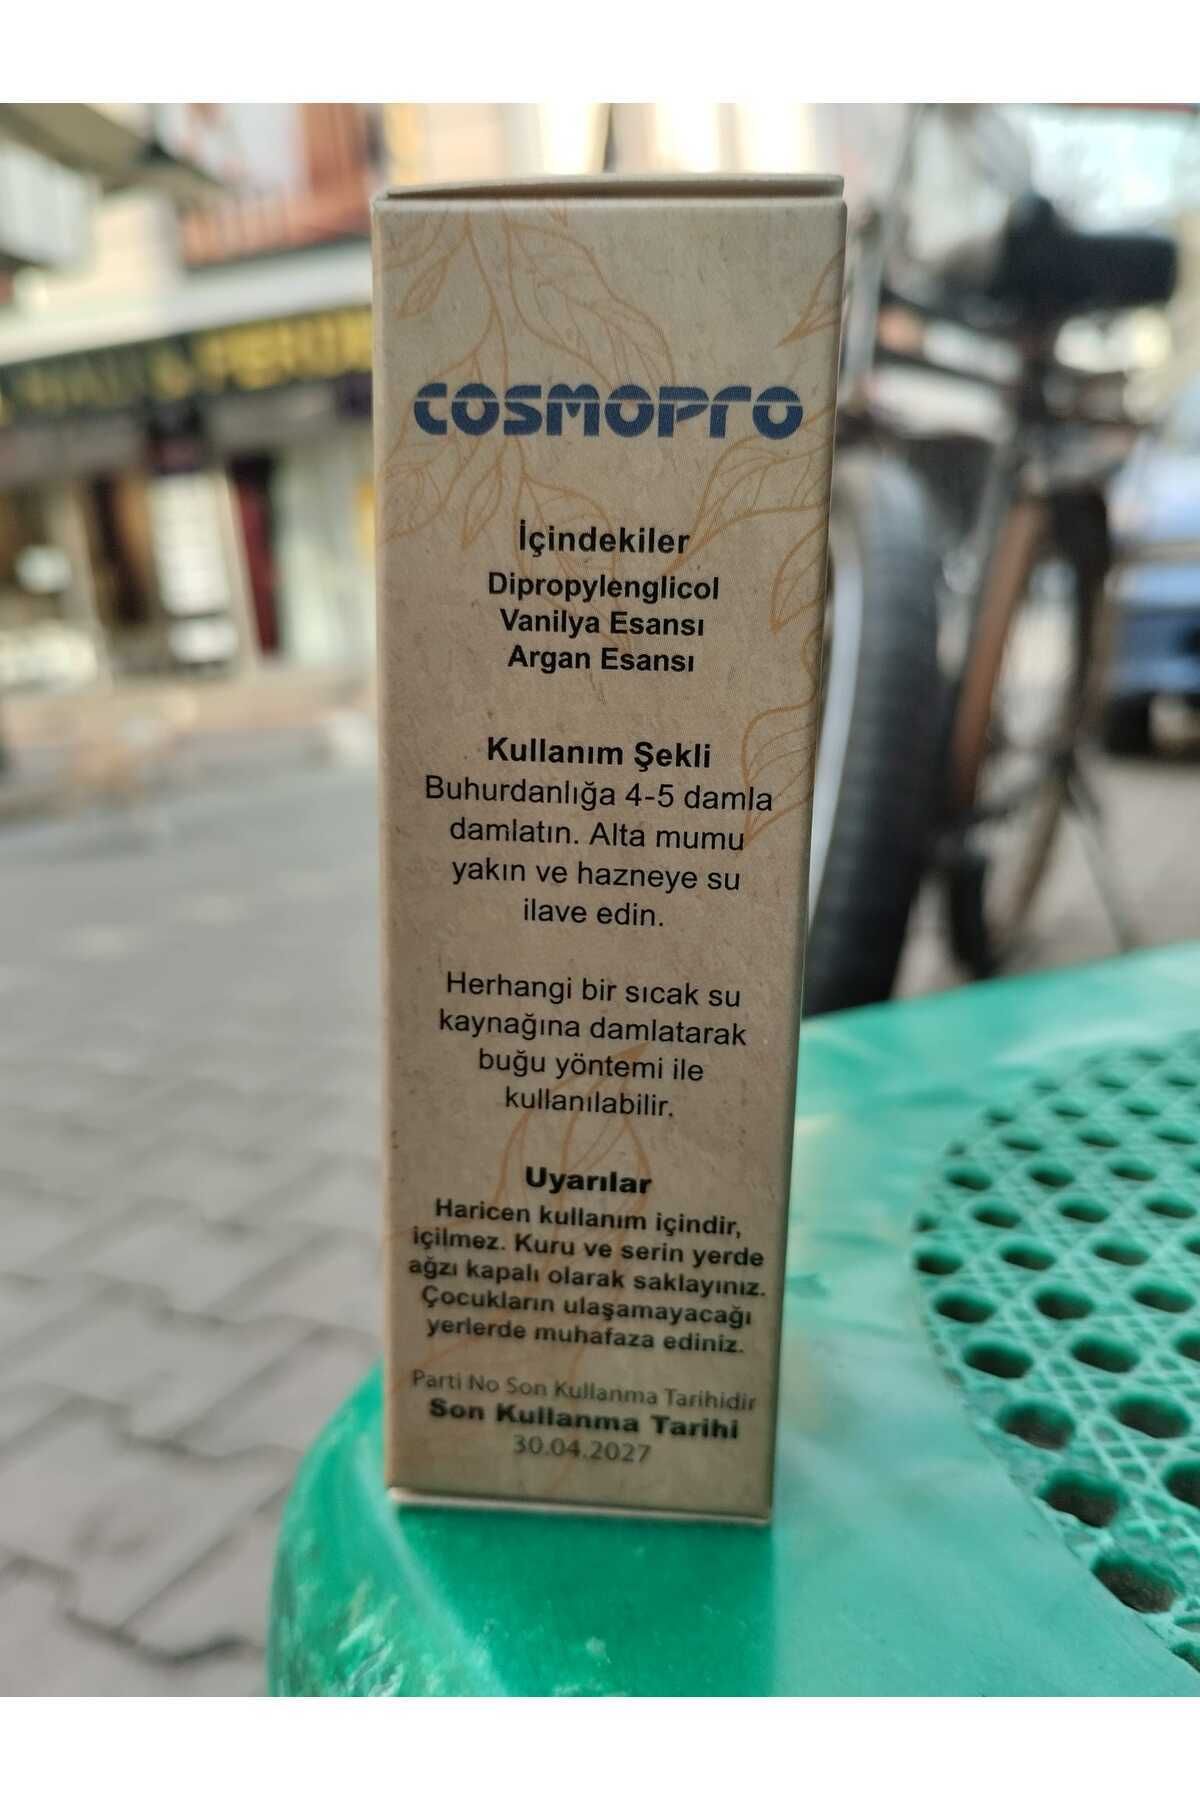 COSMOPRO
İçindekiler
Dipropylenglicol
Vanilya Esansı
Argan Esansı
Kullanım Şekli
Buhurdanlığa 4-5 damla
damlatın. Alta mumu
yakın ve hazneye su
ilave edin.
Herhangi bir sıcak su
kaynağına damlatarak
buğu yöntemi ile
kullanılabilir.
Uyarılar
Haricen kullanım içindir,
içilmez. Kuru ve serin yerde
ağzı kapalı olarak saklayınız.
Çocukların ulaşamayacağı
yerlerde muhafaza ediniz.
Parti No Son Kullanma Tarihidir
Son Kullanma Tarihi
30.04.2027